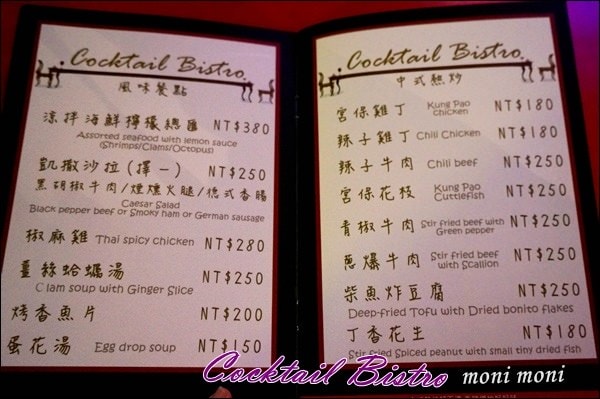 Cocktail Bistro
風味餐點
涼拌海鮮檸檬總匯 NT$380
Assorted seafood with lemon sauce
(Shrimps/Clams/Octopus)
凱撒沙拉(擇一) NT$250
黑胡椒牛肉/煙燻火腿/德式香腸
Caesar Salad
Black pepper beef or Smoky ham or German sausage
椒麻雞 Thai spicy chicken NT$280
薑絲蛤蠣湯 NT$250
Clam soup with Ginger Slice
烤香魚片 NT$200
蛋花湯 Egg drop soup NT$150
Cocktail Bistro
中式熱炒
宮保雞丁 Kung Pao chicken NT$180
辣子雞丁 Chili Chicken NT$180
辣子牛肉 Chili beef NT$250
宮保花枝 Kung Pao Cuttlefish NT$250
青椒牛肉 Stir fried beef with Green pepper NT$250
蔥爆牛肉 Stir fried beef with Scallion NT$250
柴魚炸豆腐 NT$250
Deep-fried Tofu with Dried bonito flakes
丁香花生 NT$180
Stir fried Spiced peanut with small tiny dried fish
Cocktail Bistro moni moni